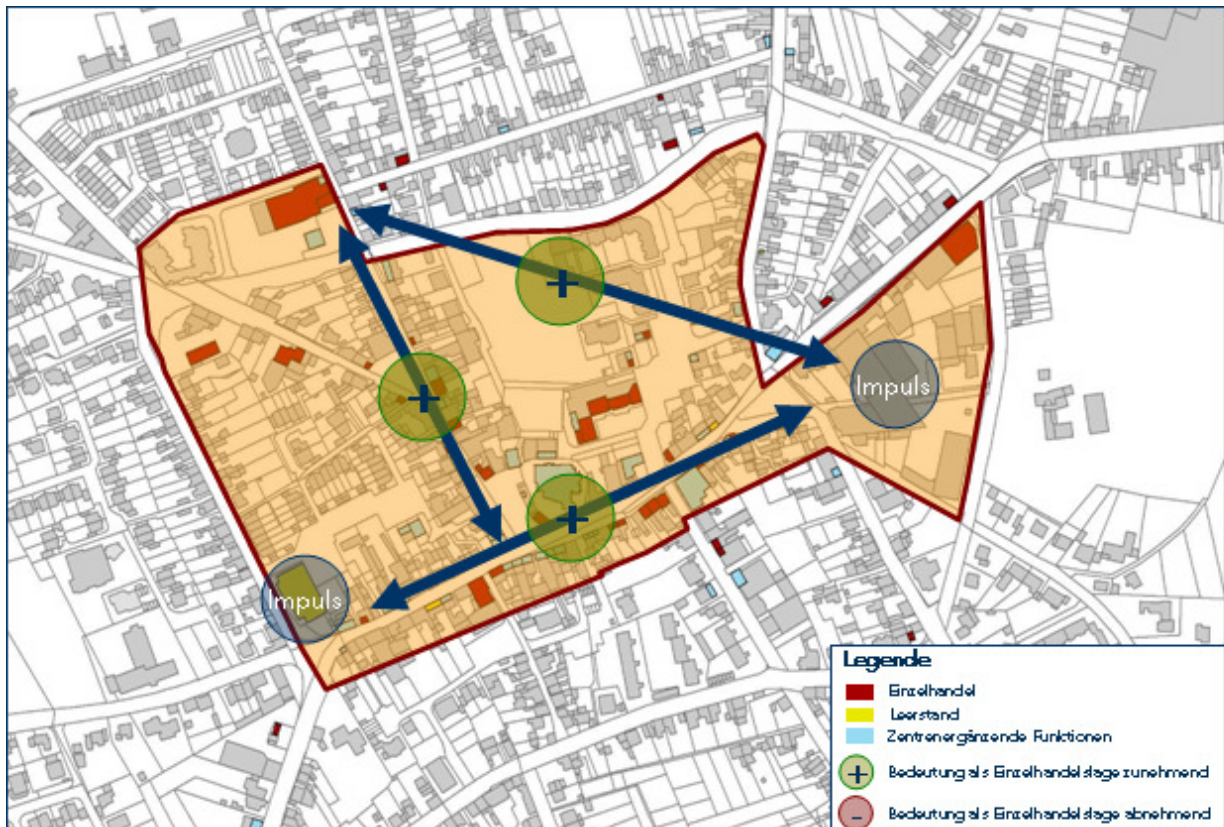 Impuls
Impuls
Legende
Einzelhandel
Leerstand
Zentrenergänzende Funktionen
+ Bedeutung als Einzelhandelslage zunehmend
- Bedeutung als Einzelhandelslage abnehmend
+
+
+